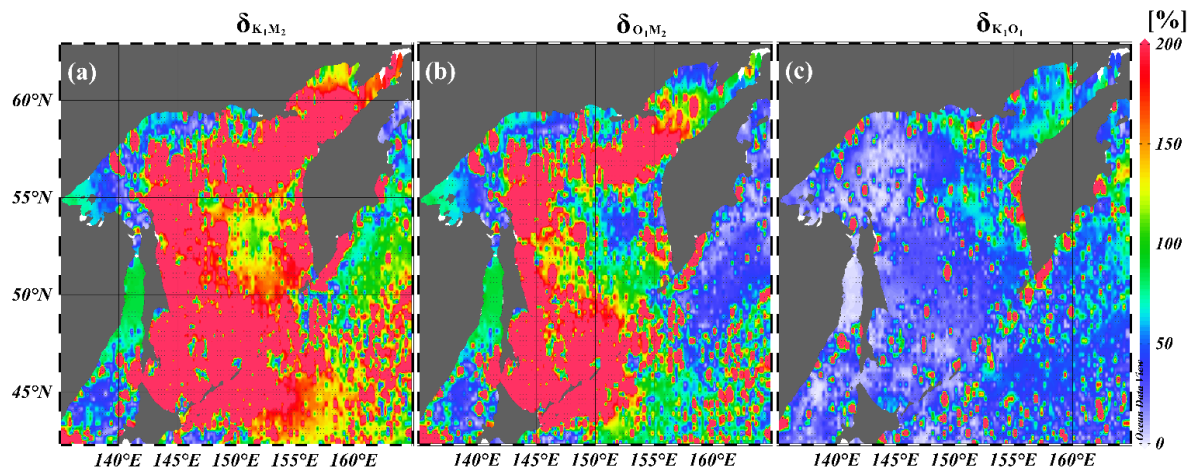 δK₁M₂ δO₁M₂ δK₁O₁ [%]
(a) (b) (c) 200
60°N
150
55°N
100
50°N
50
45°N
Ocean Data View
0
140°E 145°E 150°E 155°E 160°E 140°E 145°E 150°E 155°E 160°E 140°E 145°E 150°E 155°E 160°E